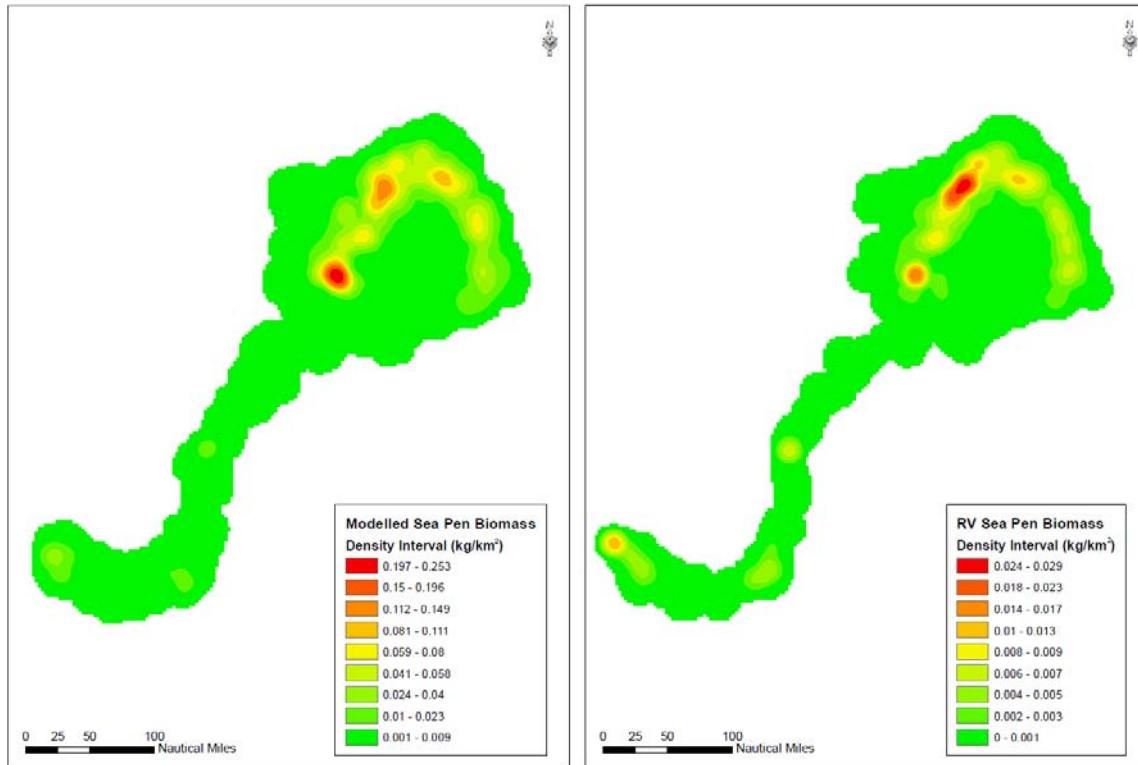 N
Modelled Sea Pen Biomass
Density Interval (kg/km²)
0.197 - 0.253
0.15 - 0.196
0.112 - 0.149
0.081 - 0.111
0.059 - 0.08
0.041 - 0.058
0.024 - 0.04
0.01 - 0.023
0.001 - 0.009
0 25 50 100
Nautical Miles
N
RV Sea Pen Biomass
Density Interval (kg/km²)
0.024 - 0.029
0.018 - 0.023
0.014 - 0.017
0.01 - 0.013
0.008 - 0.009
0.006 - 0.007
0.004 - 0.005
0.002 - 0.003
0 - 0.001
0 25 50 100
Nautical Miles